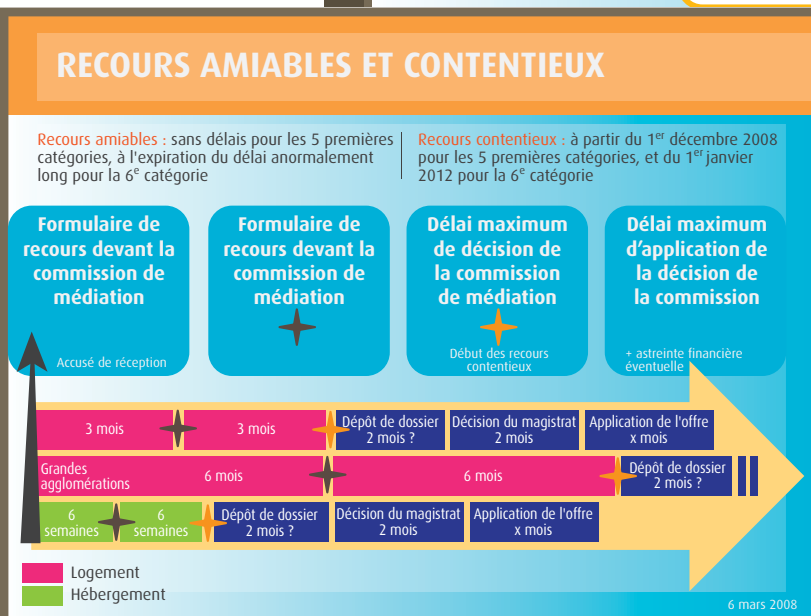 RECOURS AMIABLES ET CONTENTIEUX
Recours amiables : sans délais pour les 5 premières
catégories, à l'expiration du délai anormalement
long pour la 6e catégorie
Recours contentieux : à partir du 1er décembre 2008
pour les 5 premières catégories, et du 1er janvier
2012 pour la 6e catégorie
Formulaire de
recours devant la
commission de
médiation
Accusé de réception
Formulaire de
recours devant la
commission de
médiation
Délai maximum
de décision de
la commission
de médiation
Début des recours
contentieux
Délai maximum
d'application de
la décision de
la commission
+ astreinte financière
éventuelle
3 mois
3 mois
Dépôt de dossier
2 mois ?
Décision du magistrat
2 mois
Application de l'offre
x mois
Grandes
agglomérations
6 mois
6 mois
Dépôt de dossier
2 mois ?
6
semaines
6
semaines
Dépôt de dossier
2 mois ?
Décision du magistrat
2 mois
Application de l'offre
x mois
Logement
Hébergement
6 mars 2008